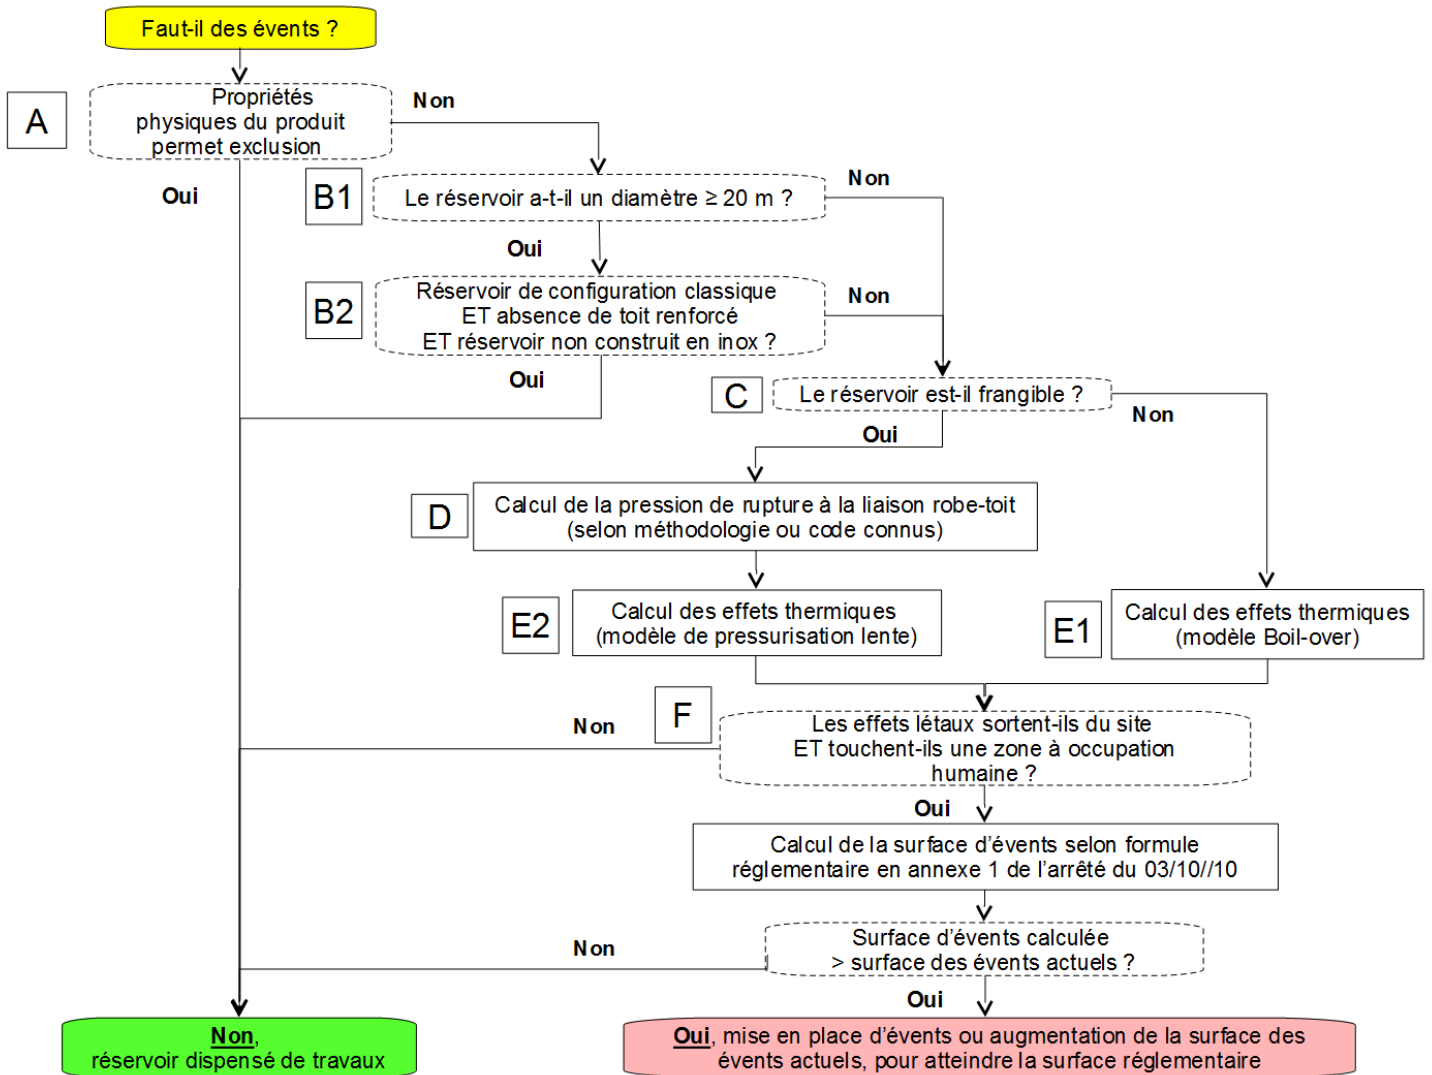 Faut-il des évents ?
A
Propriétés
physiques du produit
permet exclusion
Non
Oui
B1
Le réservoir a-t-il un diamètre ≥ 20 m ?
Non
Oui
B2
Réservoir de configuration classique
ET absence de toit renforcé
ET réservoir non construit en inox ?
Non
Oui
C
Le réservoir est-il frangible ?
Non
Oui
D
Calcul de la pression de rupture à la liaison robe-toit
(selon méthodologie ou code connus)
E2
Calcul des effets thermiques
(modèle de pressurisation lente)
E1
Calcul des effets thermiques
(modèle Boil-over)
F
Les effets létaux sortent-ils du site
ET touchent-ils une zone à occupation
humaine ?
Non
Oui
Calcul de la surface d'évents selon formule
réglementaire en annexe 1 de l'arrêté du 03/10//10
Surface d'évents calculée
> surface des évents actuels ?
Non
Oui
Non,
réservoir dispensé de travaux
Oui, mise en place d'évents ou augmentation de la surface des
évents actuels, pour atteindre la surface réglementaire